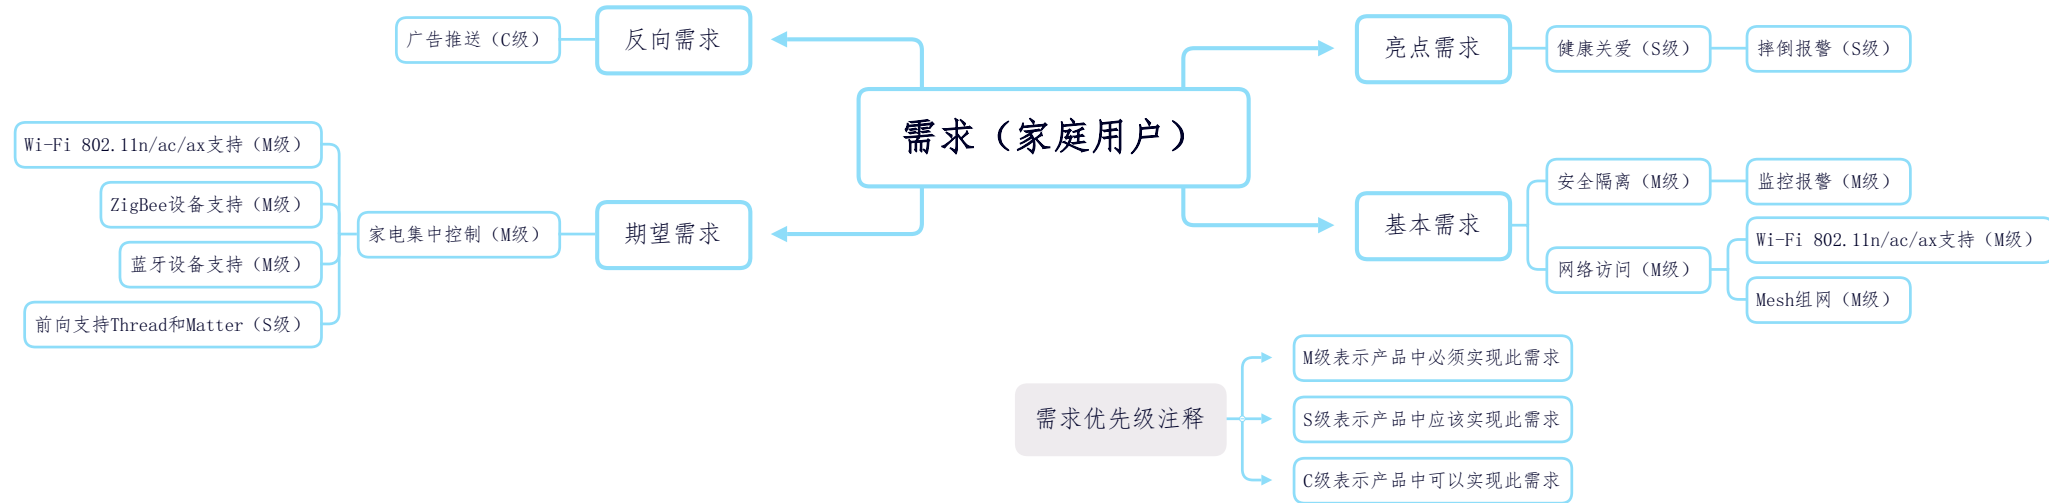 需求（家庭用户）
反向需求
广告推送（C级）
期望需求
家电集中控制（M级）
Wi-Fi 802.11n/ac/ax支持（M级）
ZigBee设备支持（M级）
蓝牙设备支持（M级）
前向支持Thread和Matter（S级）
亮点需求
健康关爱（S级）
摔倒报警（S级）
基本需求
安全隔离（M级）
监控报警（M级）
网络访问（M级）
Wi-Fi 802.11n/ac/ax支持（M级）
Mesh组网（M级）
需求优先级注释
M级表示产品中必须实现此需求
S级表示产品中应该实现此需求
C级表示产品中可以实现此需求